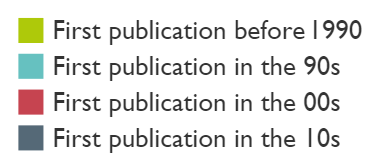 First publication before 1990
First publication in the 90s
First publication in the 00s
First publication in the 10s